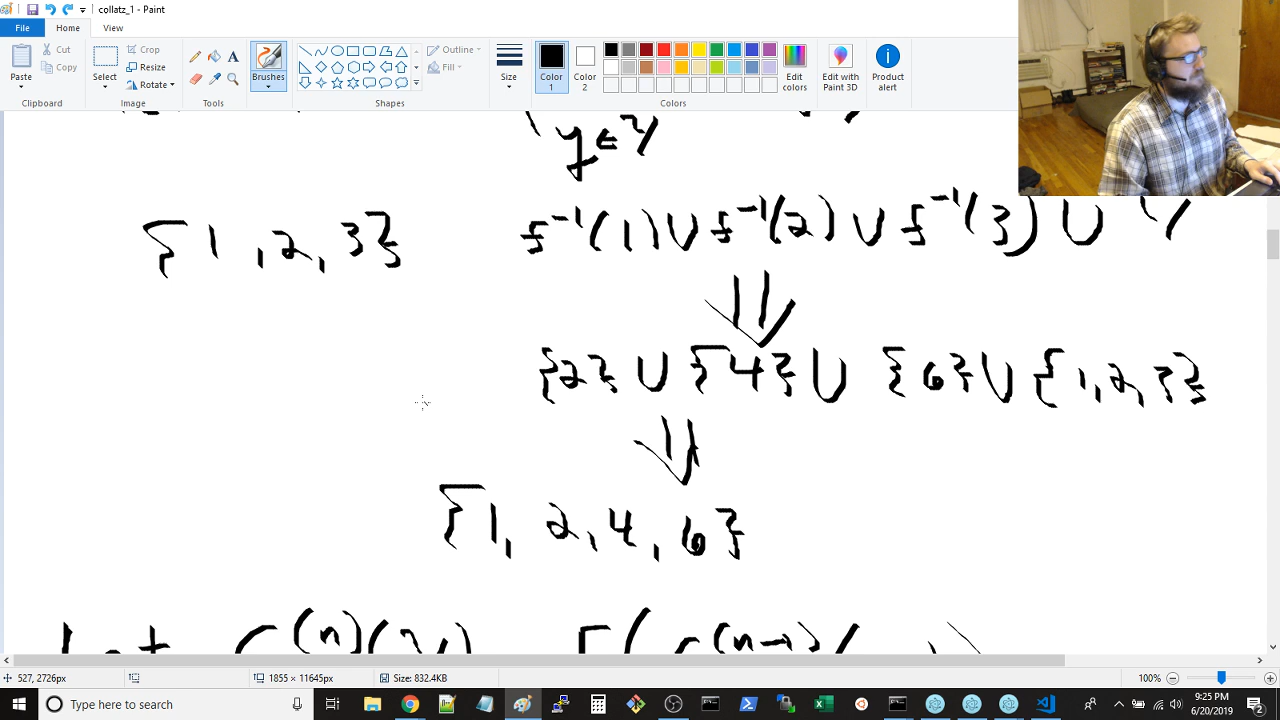 collatz_1 - Paint
File Home View
Cut Crop Outline
Copy Resize Fill Edit Edit with Product
Paste Select Rotate Brushes Size Color 1 Color 2 colors Paint 3D alert
Clipboard Image Tools Shapes Colors
y∈Y
{1,2,3} f⁻¹(1)∪f⁻¹(2)∪f⁻¹(3)∪Y
{2}∪{4}∪{6}∪{1,2,3}
{1,2,4,6}
527, 2726px 1855 × 11645px Size: 832.4KB 100%
Type here to search 9:25 PM
6/20/2019